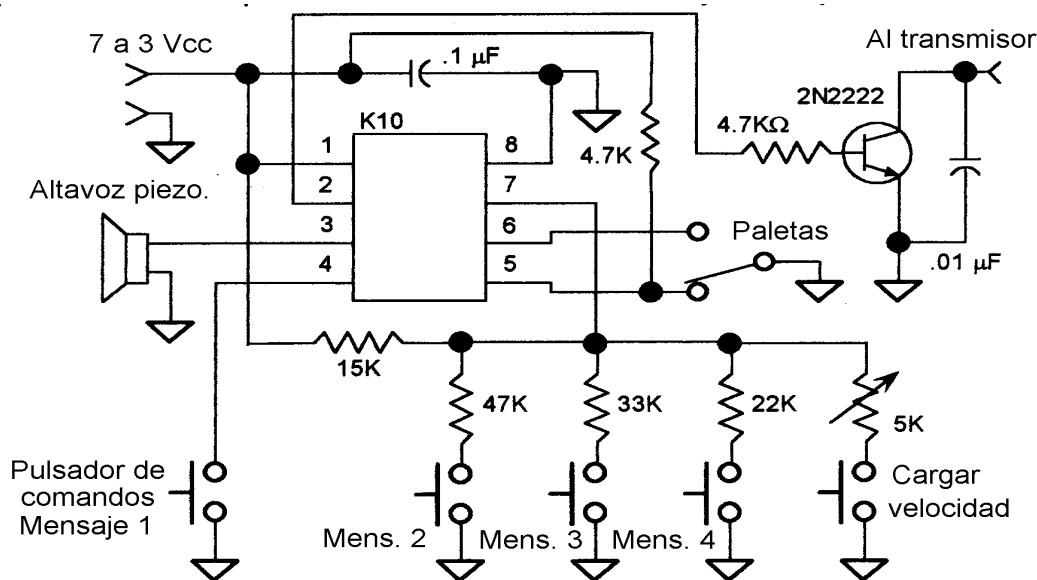 7 a 3 Vcc
.1 µF
Al transmisor
2N2222
K10
4.7KΩ
4.7K
1
8
2
7
Altavoz piezo.
3
6
Paletas
4
5
.01 µF
15K
47K
33K
22K
5K
Pulsador de
comandos
Mensaje 1
Cargar
velocidad
Mens. 2
Mens. 3
Mens. 4